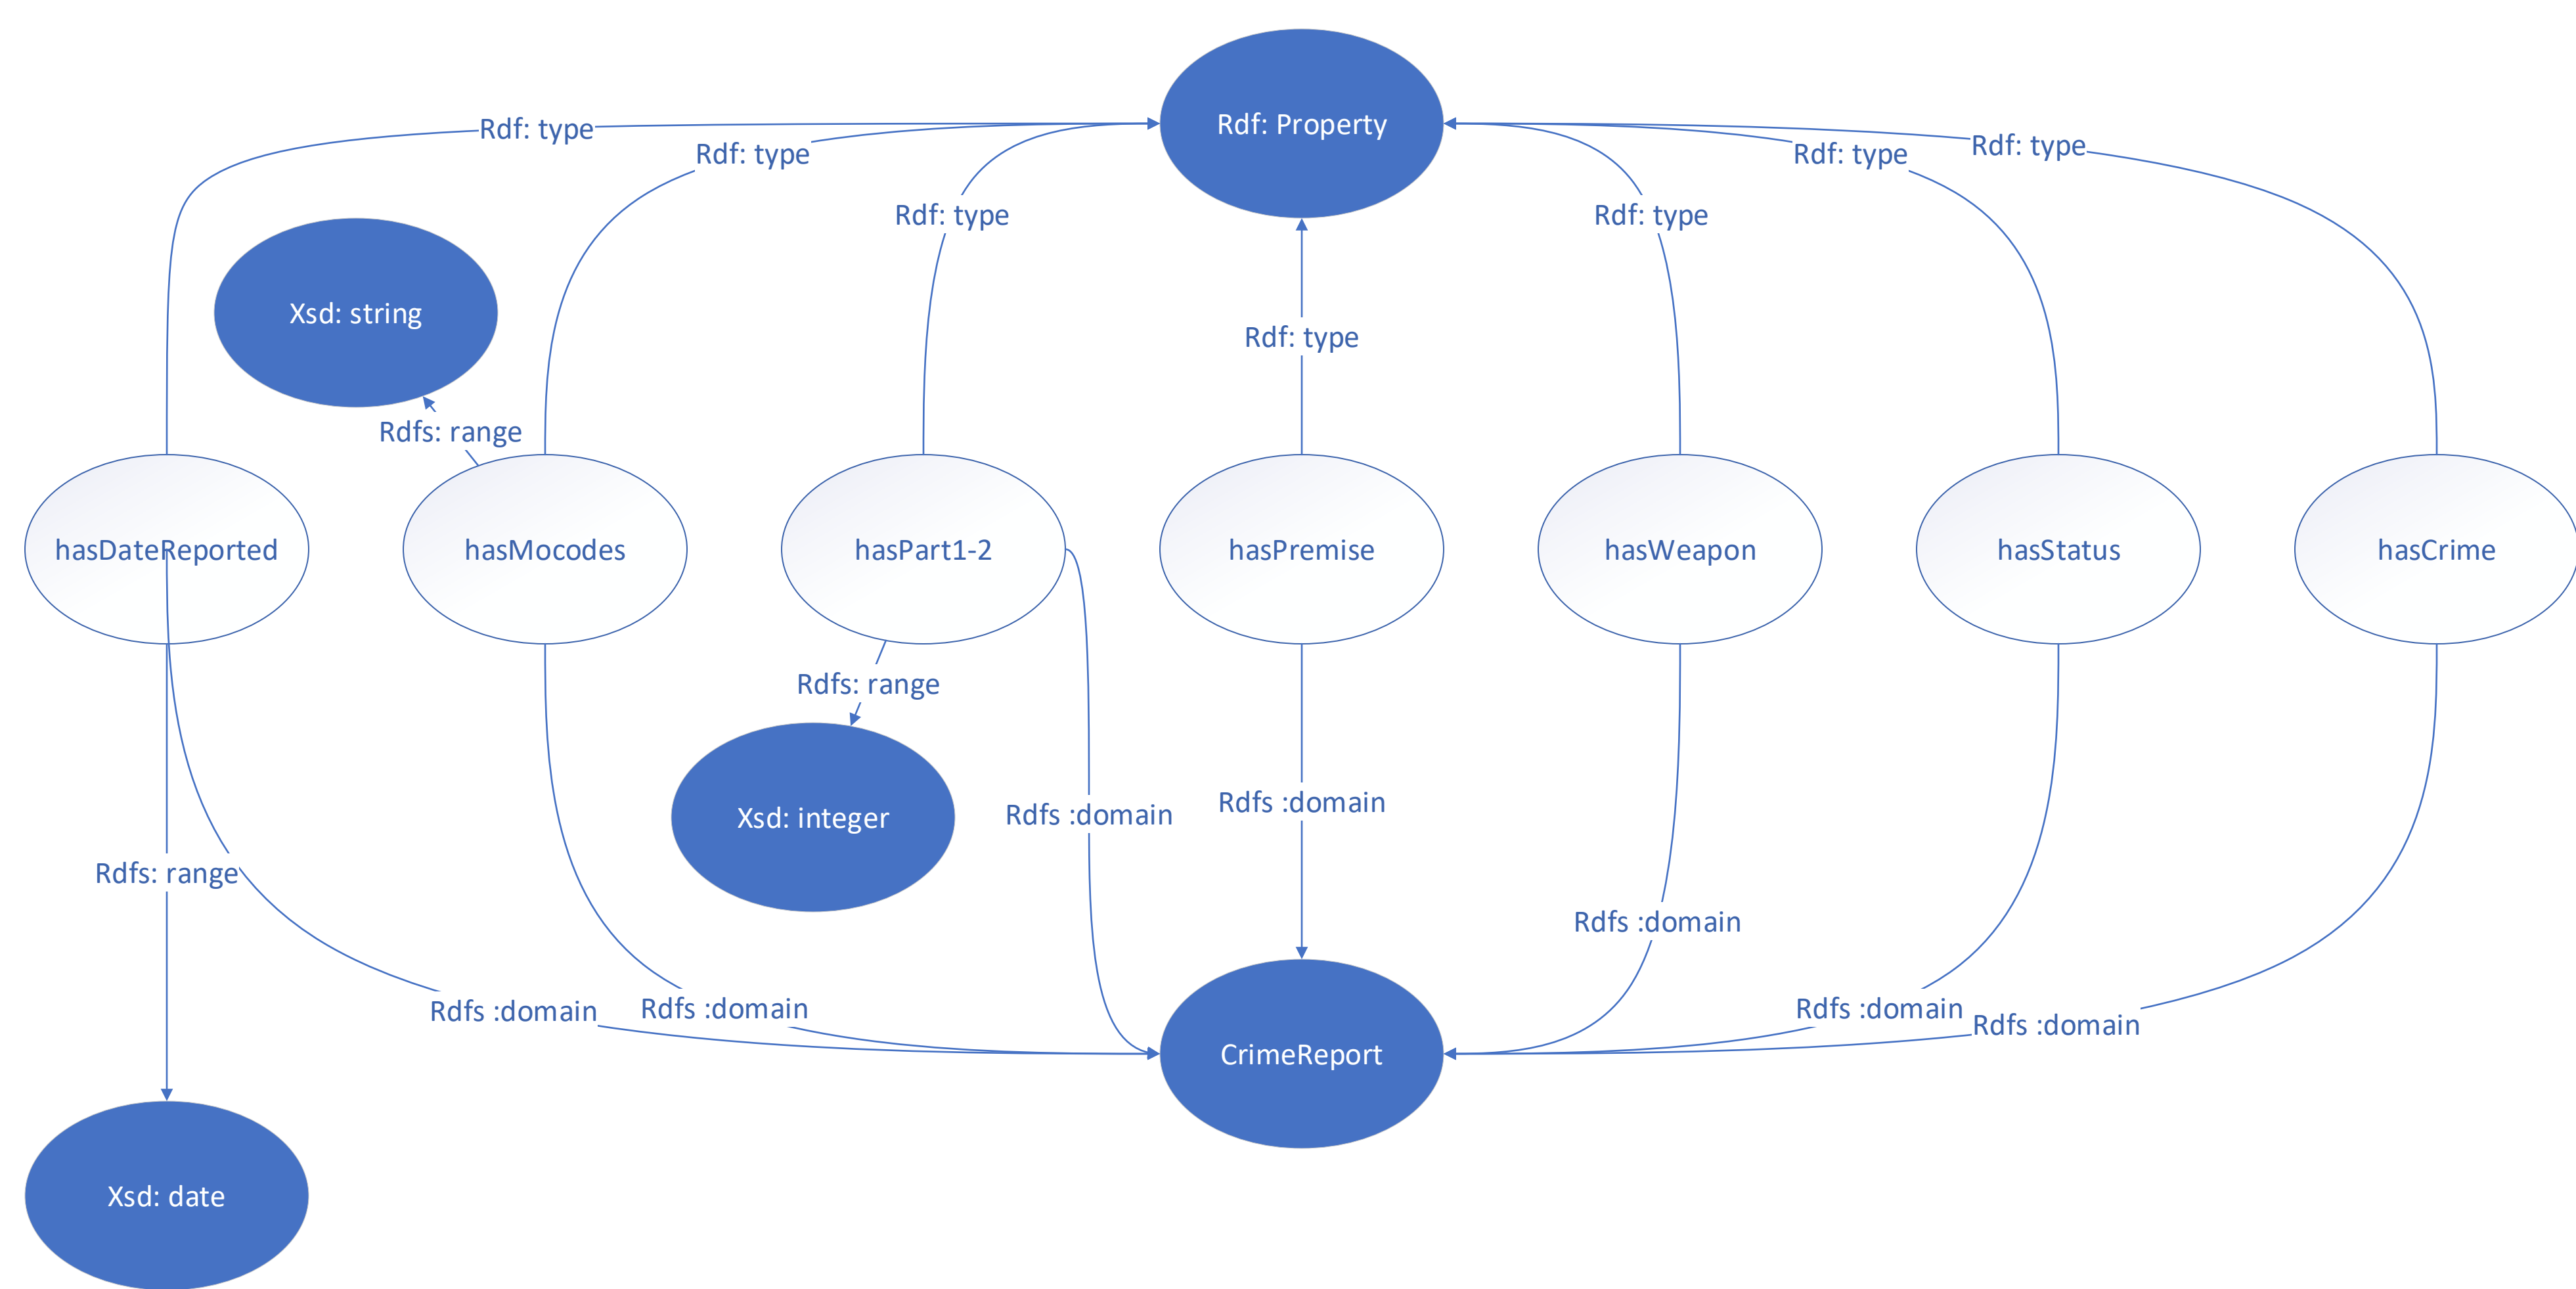 Rdf: Property
Rdf: type
Rdf: type
Rdf: type
Rdf: type
Rdf: type
Rdf: type
Rdf: type
Xsd: string
Rdfs: range
hasDateReported
hasMocodes
hasPart1-2
hasPremise
hasWeapon
hasStatus
hasCrime
Rdfs: range
Xsd: integer
Rdfs :domain
Rdfs :domain
Rdfs: range
Rdfs :domain
Rdfs :domain
Rdfs :domain
Rdfs :domain
Rdfs :domain
CrimeReport
Xsd: date